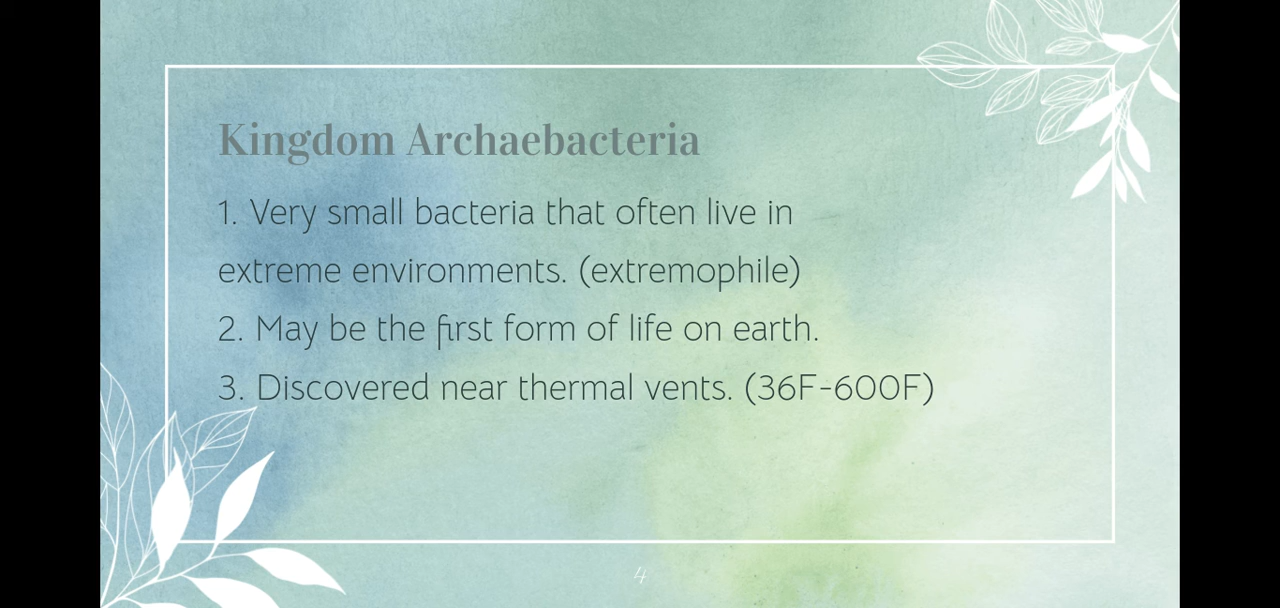 Kingdom Archaebacteria
1. Very small bacteria that often live in
extreme environments. (extremophile)
2. May be the first form of life on earth.
3. Discovered near thermal vents. (36F-600F)
4